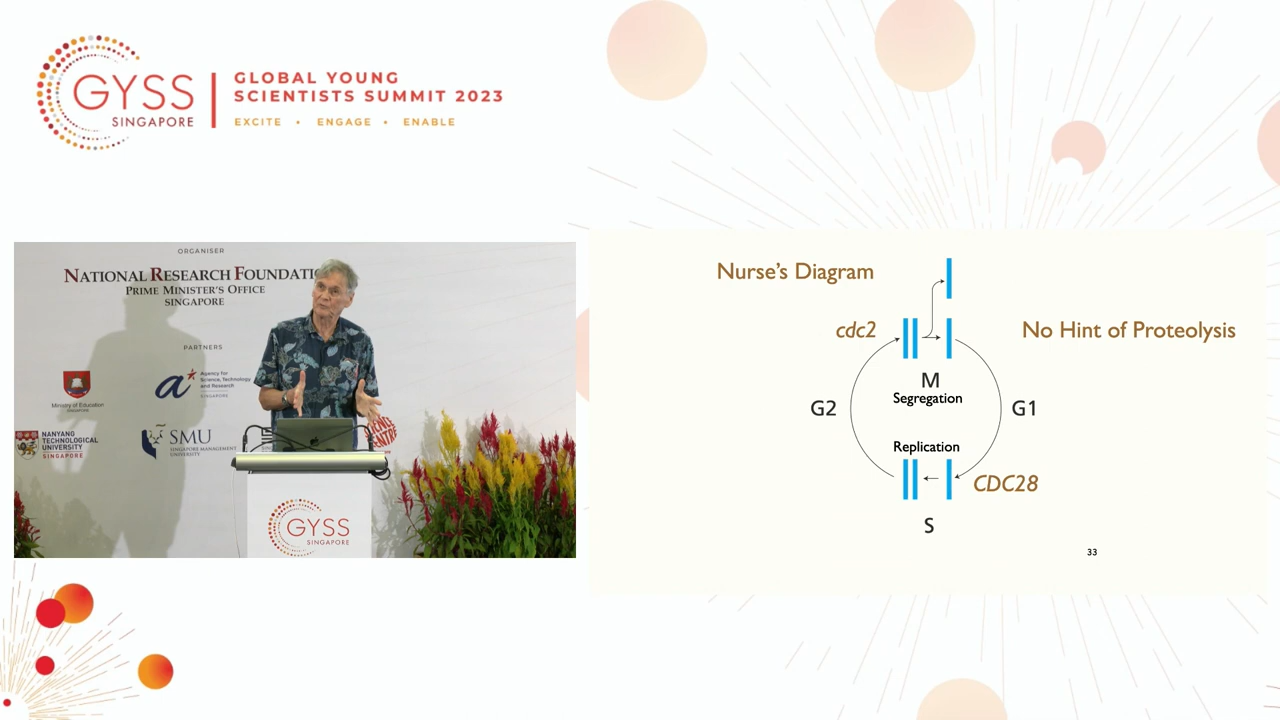 GYSS
SINGAPORE
GLOBAL YOUNG
SCIENTISTS SUMMIT 2023
EXCITE • ENGAGE • ENABLE
ORGANISER
NATIONAL RESEARCH FOUNDATIO
PRIME MINISTER'S OFFICE
SINGAPORE
PARTNERS
Ministry of Education
SINGAPORE
Agency for
Science, Technology
and Research
SINGAPORE
NANYANG
TECHNOLOGICAL
UNIVERSITY
SINGAPORE
SMU
SINGAPORE MANAGEMENT
UNIVERSITY
CENTRE
GYSS
SINGAPORE
Nurse's Diagram
cdc2
No Hint of Proteolysis
M
Segregation
G2
G1
Replication
CDC28
S
33